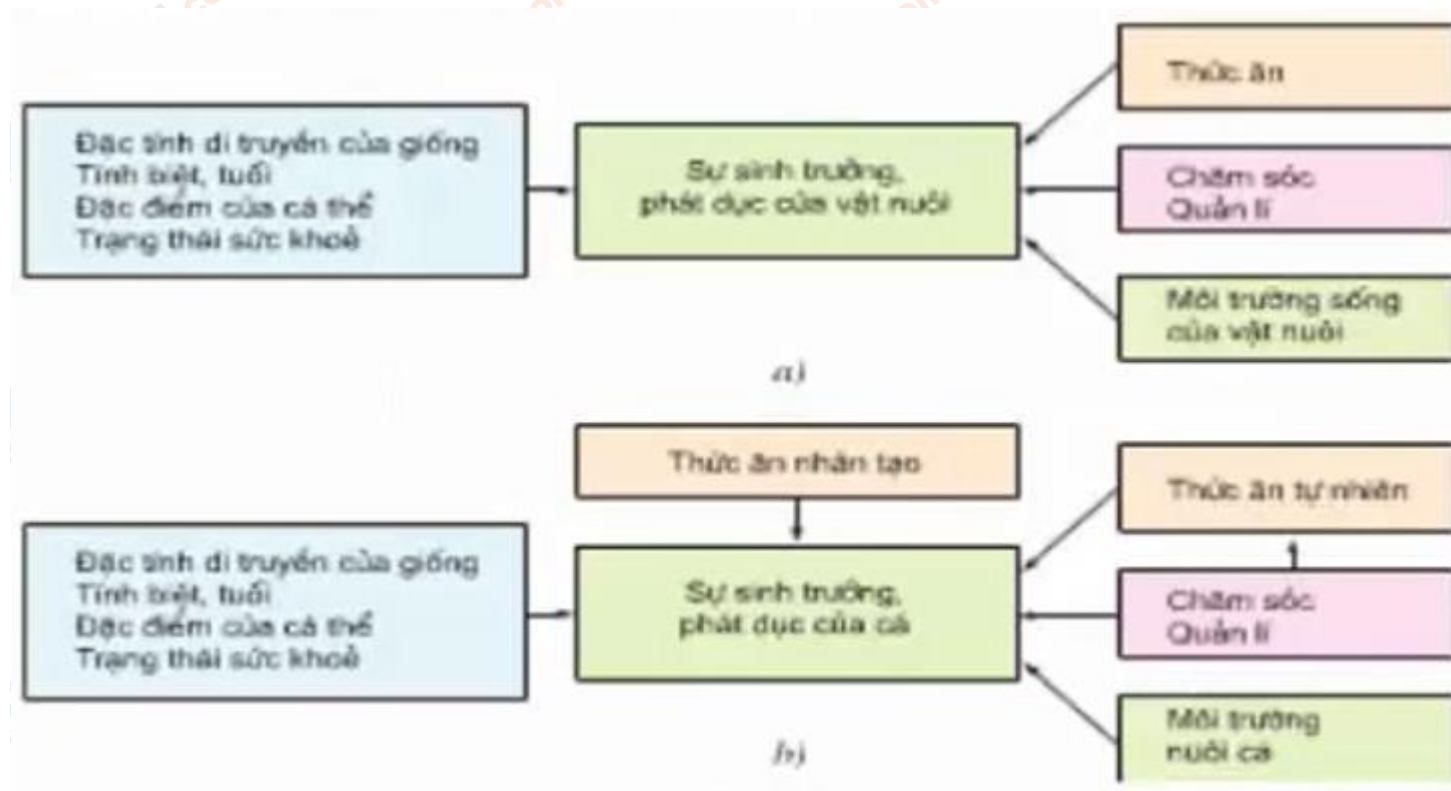 Thức ăn
Đặc tính di truyền của giống
Tính biệt, tuổi
Đặc điểm của cá thể
Trạng thái sức khoẻ
Sự sinh trưởng,
phát dục của vật nuôi
Chăm sóc
Quản lí
Môi trường sống
của vật nuôi
a)
Thức ăn nhân tạo
Thức ăn tự nhiên
Đặc tính di truyền của giống
Tính biệt, tuổi
Đặc điểm của cá thể
Trạng thái sức khoẻ
Sự sinh trưởng,
phát dục của cá
Chăm sóc
Quản lí
Môi trường
nuôi cá
b)